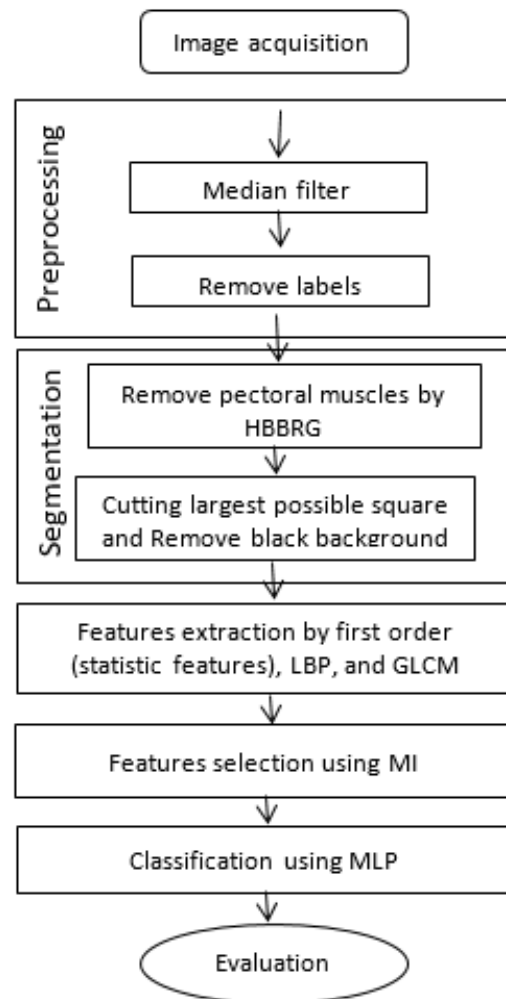 Image acquisition
Preprocessing
Median filter
Remove labels
Segmentation
Remove pectoral muscles by
HBBRG
Cutting largest possible square
and Remove black background
Features extraction by first order
(statistic features), LBP, and GLCM
Features selection using MI
Classification using MLP
Evaluation